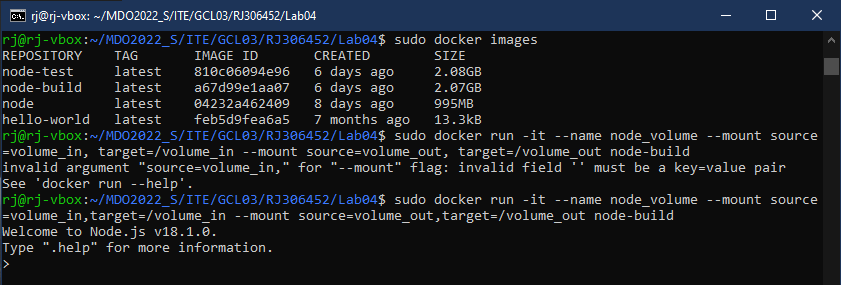 rj@rj-vbox: ~/MDO2022_S/ITE/GCL03/RJ306452/Lab04
rj@rj-vbox:~/MDO2022_S/ITE/GCL03/RJ306452/Lab04$ sudo docker images
REPOSITORY    TAG       IMAGE ID       CREATED        SIZE
node-test     latest    810c06094e96   6 days ago     2.08GB
node-build    latest    a67d99e1aa07   6 days ago     2.07GB
node          latest    04232a462409   8 days ago     995MB
hello-world   latest    feb5d9fea6a5   7 months ago   13.3kB
rj@rj-vbox:~/MDO2022_S/ITE/GCL03/RJ306452/Lab04$ sudo docker run -it --name node_volume --mount source
=volume_in, target=/volume_in --mount source=volume_out, target=/volume_out node-build
invalid argument "source=volume_in," for "--mount" flag: invalid field '' must be a key=value pair
See 'docker run --help'.
rj@rj-vbox:~/MDO2022_S/ITE/GCL03/RJ306452/Lab04$ sudo docker run -it --name node_volume --mount source
=volume_in,target=/volume_in --mount source=volume_out,target=/volume_out node-build
Welcome to Node.js v18.1.0.
Type ".help" for more information.
>